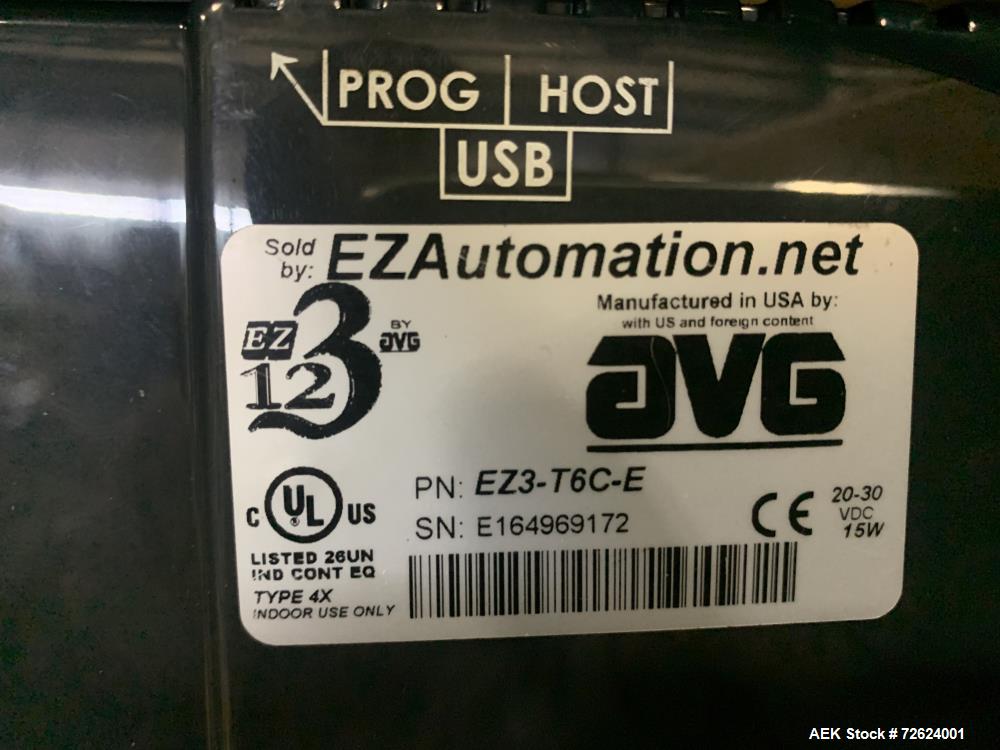 PROG HOST
USB
Sold by: EZAutomation.net
Manufactured in USA by:
with US and foreign content
EZ 123 BY AVG
AVG
PN: EZ3-T6C-E
SN: E164969172
C UL US
LISTED 26UN
IND CONT EQ
TYPE 4X
INDOOR USE ONLY
CE
20-30
VDC
15W
AEK Stock # 72624001